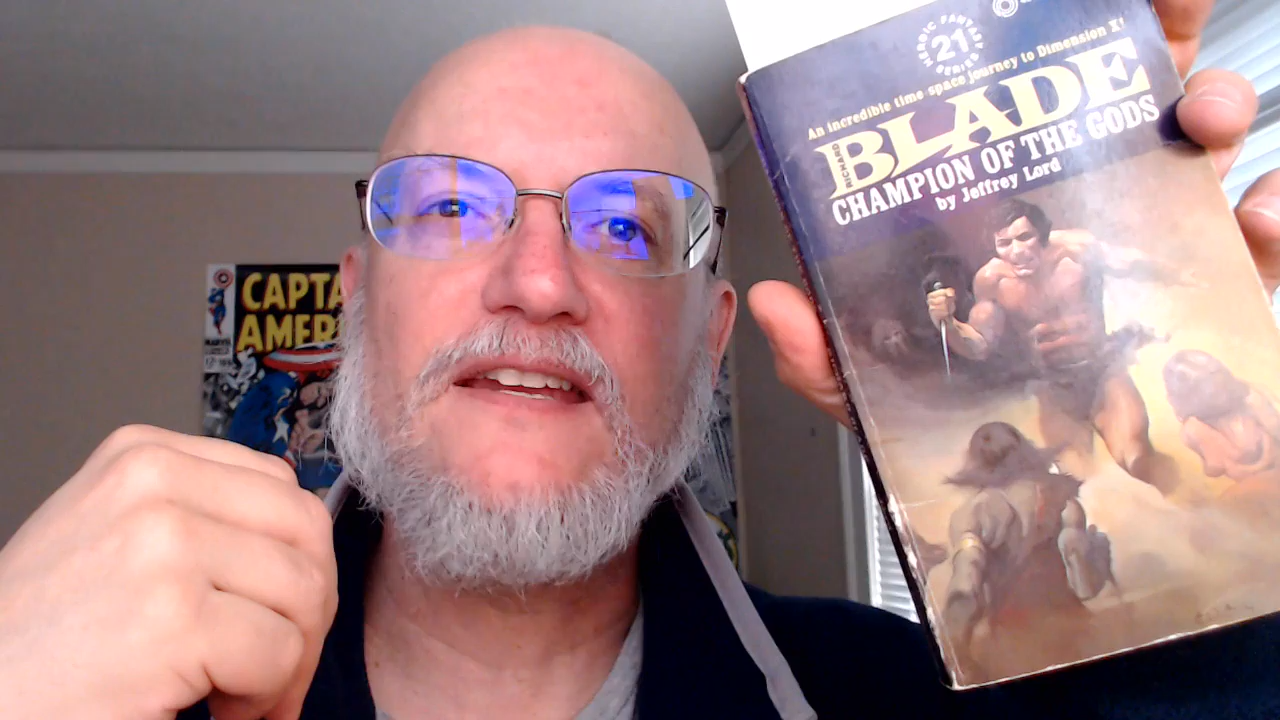 HEROIC FANTASY
21
SERIES
An incredible time-space journey to Dimension X!
RICHARD
BLADE
CHAMPION OF THE GODS
by Jeffrey Lord
MARVEL
CAPTA
AMER